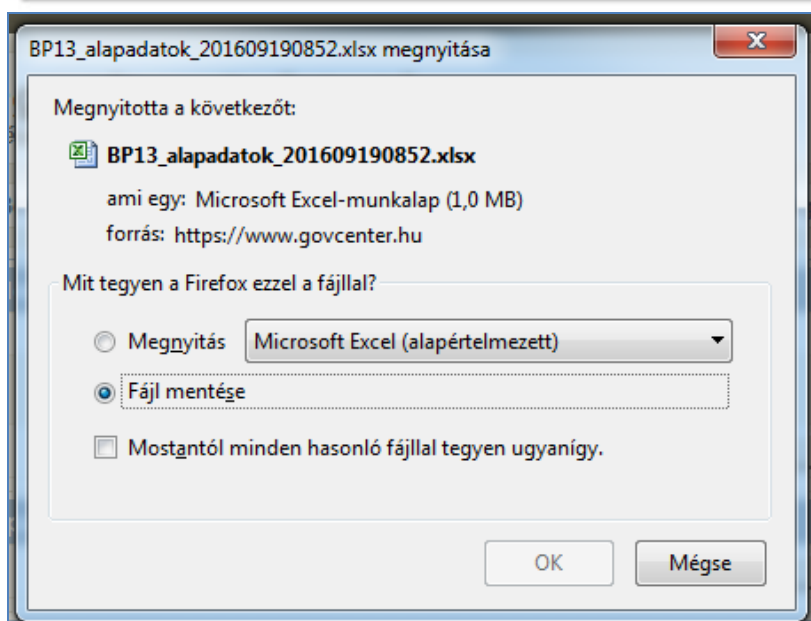 BP13_alapadatok_201609190852.xlsx megnyitása
Megnyitotta a következőt:
BP13_alapadatok_201609190852.xlsx
ami egy: Microsoft Excel-munkalap (1,0 MB)
forrás: https://www.govcenter.hu
Mit tegyen a Firefox ezzel a fájllal?
Megnyitás Microsoft Excel (alapértelmezett)
Fájl mentése
Mostantól minden hasonló fájllal tegyen ugyanígy.
OK Mégse